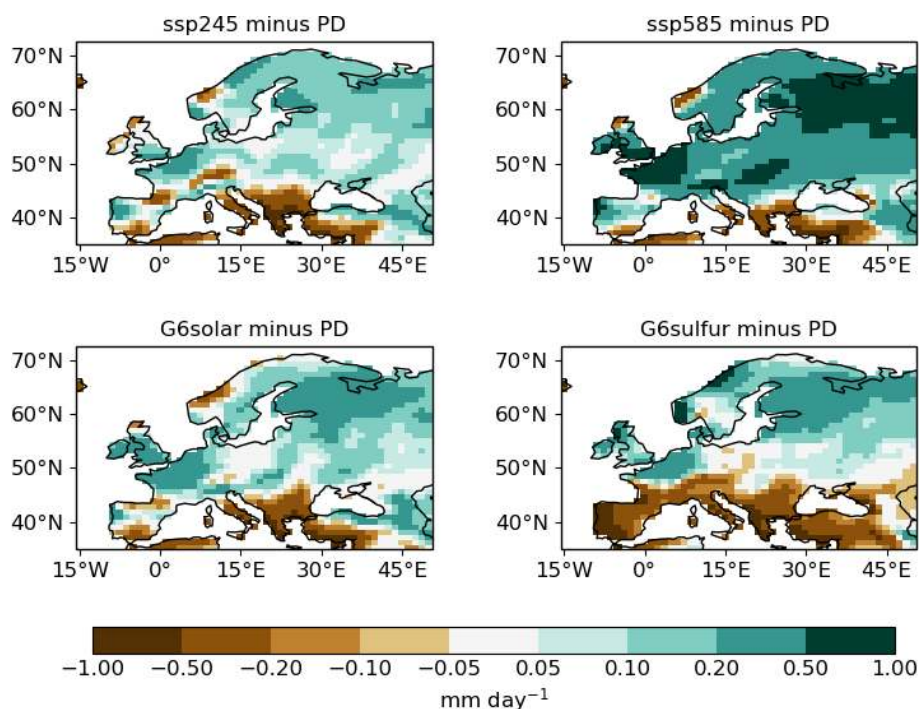 ssp245 minus PD
ssp585 minus PD
70°N
60°N
50°N
40°N
15°W 0° 15°E 30°E 45°E
70°N
60°N
50°N
40°N
15°W 0° 15°E 30°E 45°E
G6solar minus PD
G6sulfur minus PD
70°N
60°N
50°N
40°N
15°W 0° 15°E 30°E 45°E
70°N
60°N
50°N
40°N
15°W 0° 15°E 30°E 45°E
−1.00 −0.50 −0.20 −0.10 −0.05 0.05 0.10 0.20 0.50 1.00
mm day⁻¹